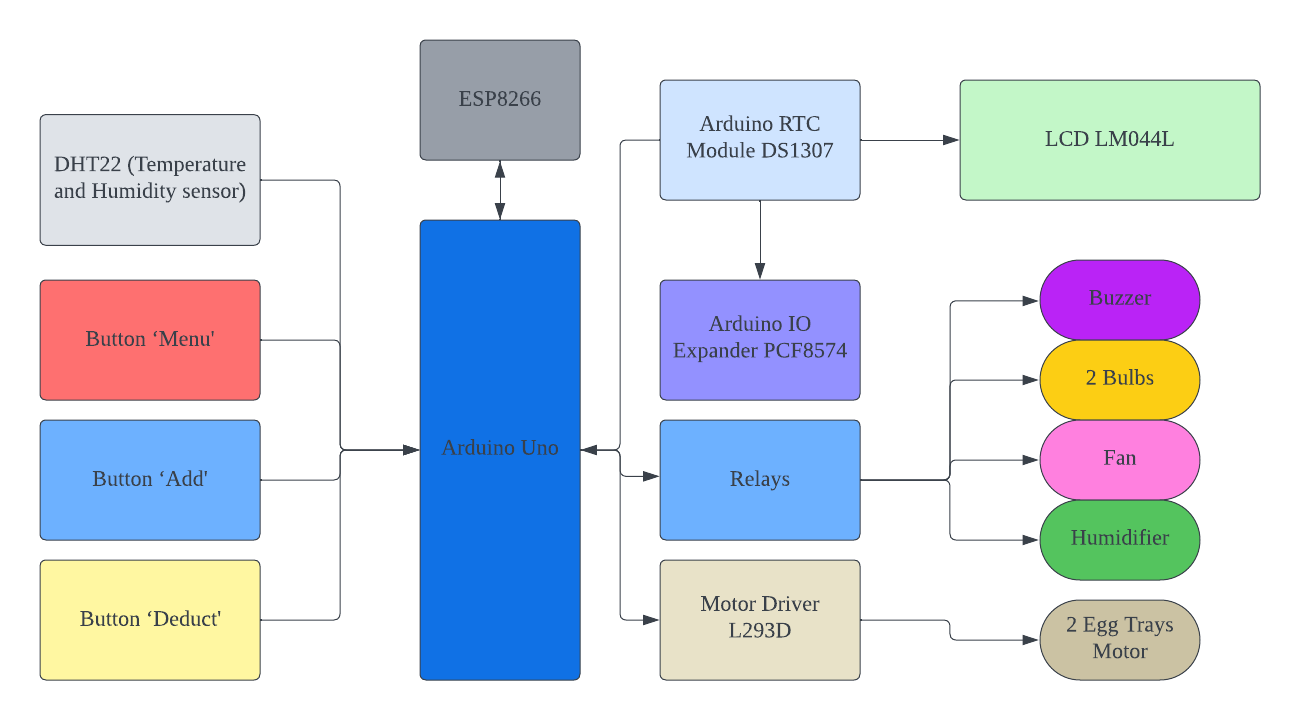 ESP8266
DHT22 (Temperature
and Humidity sensor)
Button ‘Menu'
Button ‘Add'
Button ‘Deduct'
Arduino Uno
Arduino RTC
Module DS1307
LCD LM044L
Arduino IO
Expander PCF8574
Relays
Motor Driver
L293D
Buzzer
2 Bulbs
Fan
Humidifier
2 Egg Trays
Motor